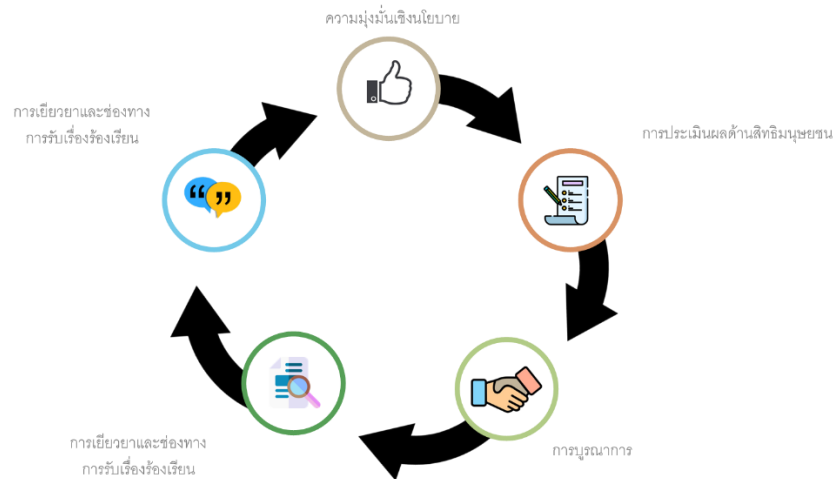 ความมุ่งมั่นเชิงนโยบาย
การประเมินผลด้านสิทธิมนุษยชน
การบูรณาการ
การเยียวยาและช่องทาง
การรับเรื่องร้องเรียน
การเยียวยาและช่องทาง
การรับเรื่องร้องเรียน